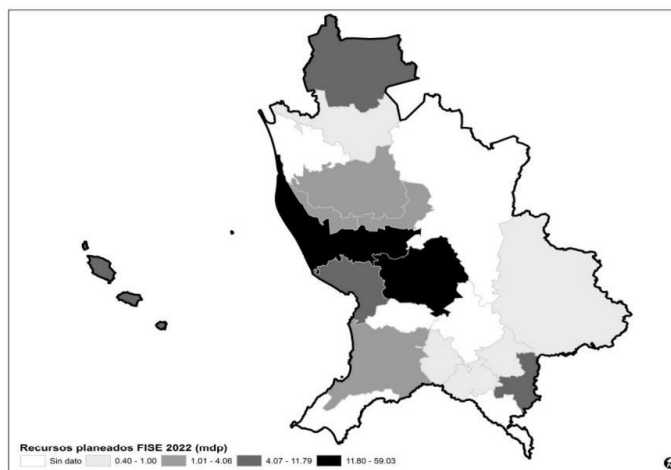 Recursos planeados FISE 2022 (mdp)
Sin dato 0.40 - 1.00 1.01 - 4.06 4.07 - 11.79 11.80 - 59.03